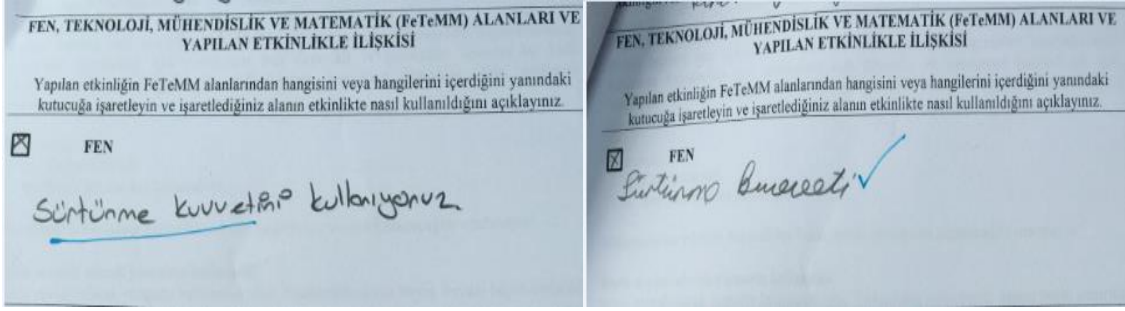 FEN, TEKNOLOJİ, MÜHENDİSLİK VE MATEMATİK (FeTeMM) ALANLARI VE
YAPILAN ETKİNLİKLE İLİŞKİSİ
Yapılan etkinliğin FeTeMM alanlarından hangisini veya hangilerini içerdiğini yanındaki
kutucuğa işaretleyin ve işaretlediğiniz alanın etkinlikte nasıl kullanıldığını açıklayınız.
FEN
Sürtünme kuvvetini kullanıyoruz.
FEN, TEKNOLOJİ, MÜHENDİSLİK VE MATEMATİK (FeTeMM) ALANLARI VE
YAPILAN ETKİNLİKLE İLİŞKİSİ
Yapılan etkinliğin FeTeMM alanlarından hangisini veya hangilerini içerdiğini yanındaki
kutucuğa işaretleyin ve işaretlediğiniz alanın etkinlikte nasıl kullanıldığını açıklayınız.
FEN
Sürtünme